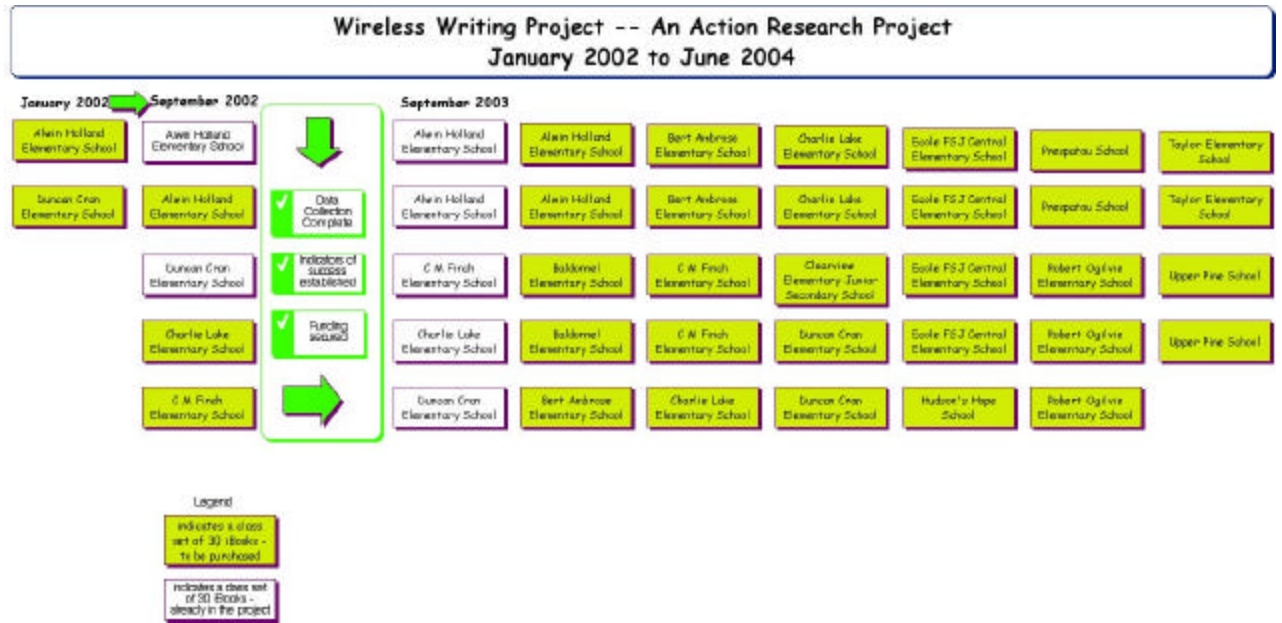 Wireless Writing Project -- An Action Research Project
January 2002 to June 2004
January 2002
September 2002
September 2003
Alwin Holland
Elementary School
Alwin Holland
Elementary School
Alwin Holland
Elementary School
Alwin Holland
Elementary School
Bert Ambrose
Elementary School
Charlie Lake
Elementary School
Ecole FSJ Central
Elementary School
Prespatou School
Taylor Elementary
School
Duncan Cran
Elementary School
Alwin Holland
Elementary School
Data
Collection
Complete
Alwin Holland
Elementary School
Alwin Holland
Elementary School
Bert Ambrose
Elementary School
Charlie Lake
Elementary School
Ecole FSJ Central
Elementary School
Prespatou School
Taylor Elementary
School
Duncan Cran
Elementary School
Indicators of
success
established
C M Finch
Elementary School
Baldonnel
Elementary School
C M Finch
Elementary School
Clearview
Elementary Junior
Secondary School
Ecole FSJ Central
Elementary School
Robert Ogilvie
Elementary School
Upper Pine School
Charlie Lake
Elementary School
Funding
secured
Charlie Lake
Elementary School
Baldonnel
Elementary School
C M Finch
Elementary School
Duncan Cran
Elementary School
Ecole FSJ Central
Elementary School
Robert Ogilvie
Elementary School
Upper Pine School
C M Finch
Elementary School
Duncan Cran
Elementary School
Bert Ambrose
Elementary School
Charlie Lake
Elementary School
Duncan Cran
Elementary School
Hudson's Hope
School
Robert Ogilvie
Elementary School
Legend
indicates a class
set of 30 iBooks -
to be purchased
indicates a class set
of 30 iBooks -
already in the project